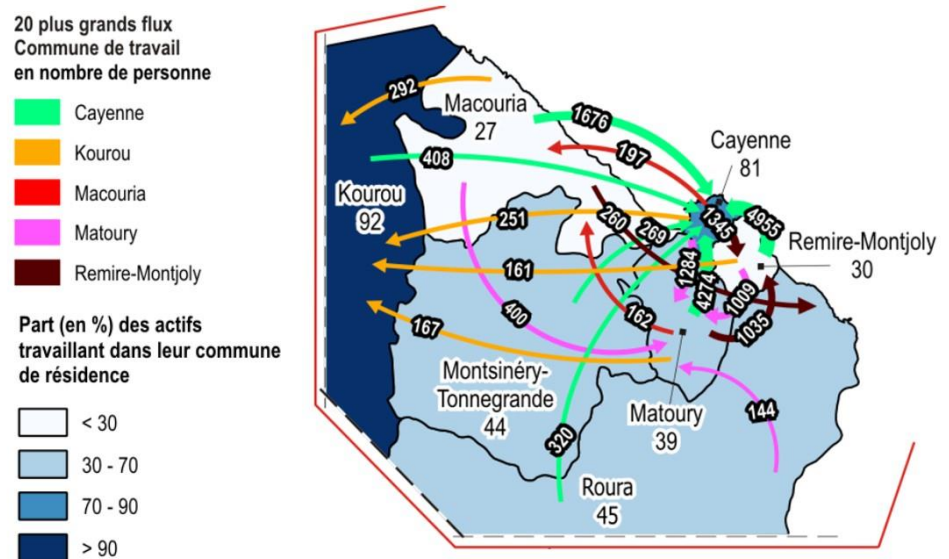 20 plus grands flux
Commune de travail
en nombre de personne
Cayenne
Kourou
Macouria
Matoury
Remire-Montjoly
Part (en %) des actifs
travaillant dans leur commune
de résidence
< 30
30 - 70
70 - 90
> 90
292
Macouria
27
1676
Cayenne
81
197
408
Kourou
92
251
260
269
1345
4955
Remire-Montjoly
30
161
1284
4274
1009
400
162
1035
167
Montsinéry-
Tonnegrande
44
Matoury
39
144
320
Roura
45